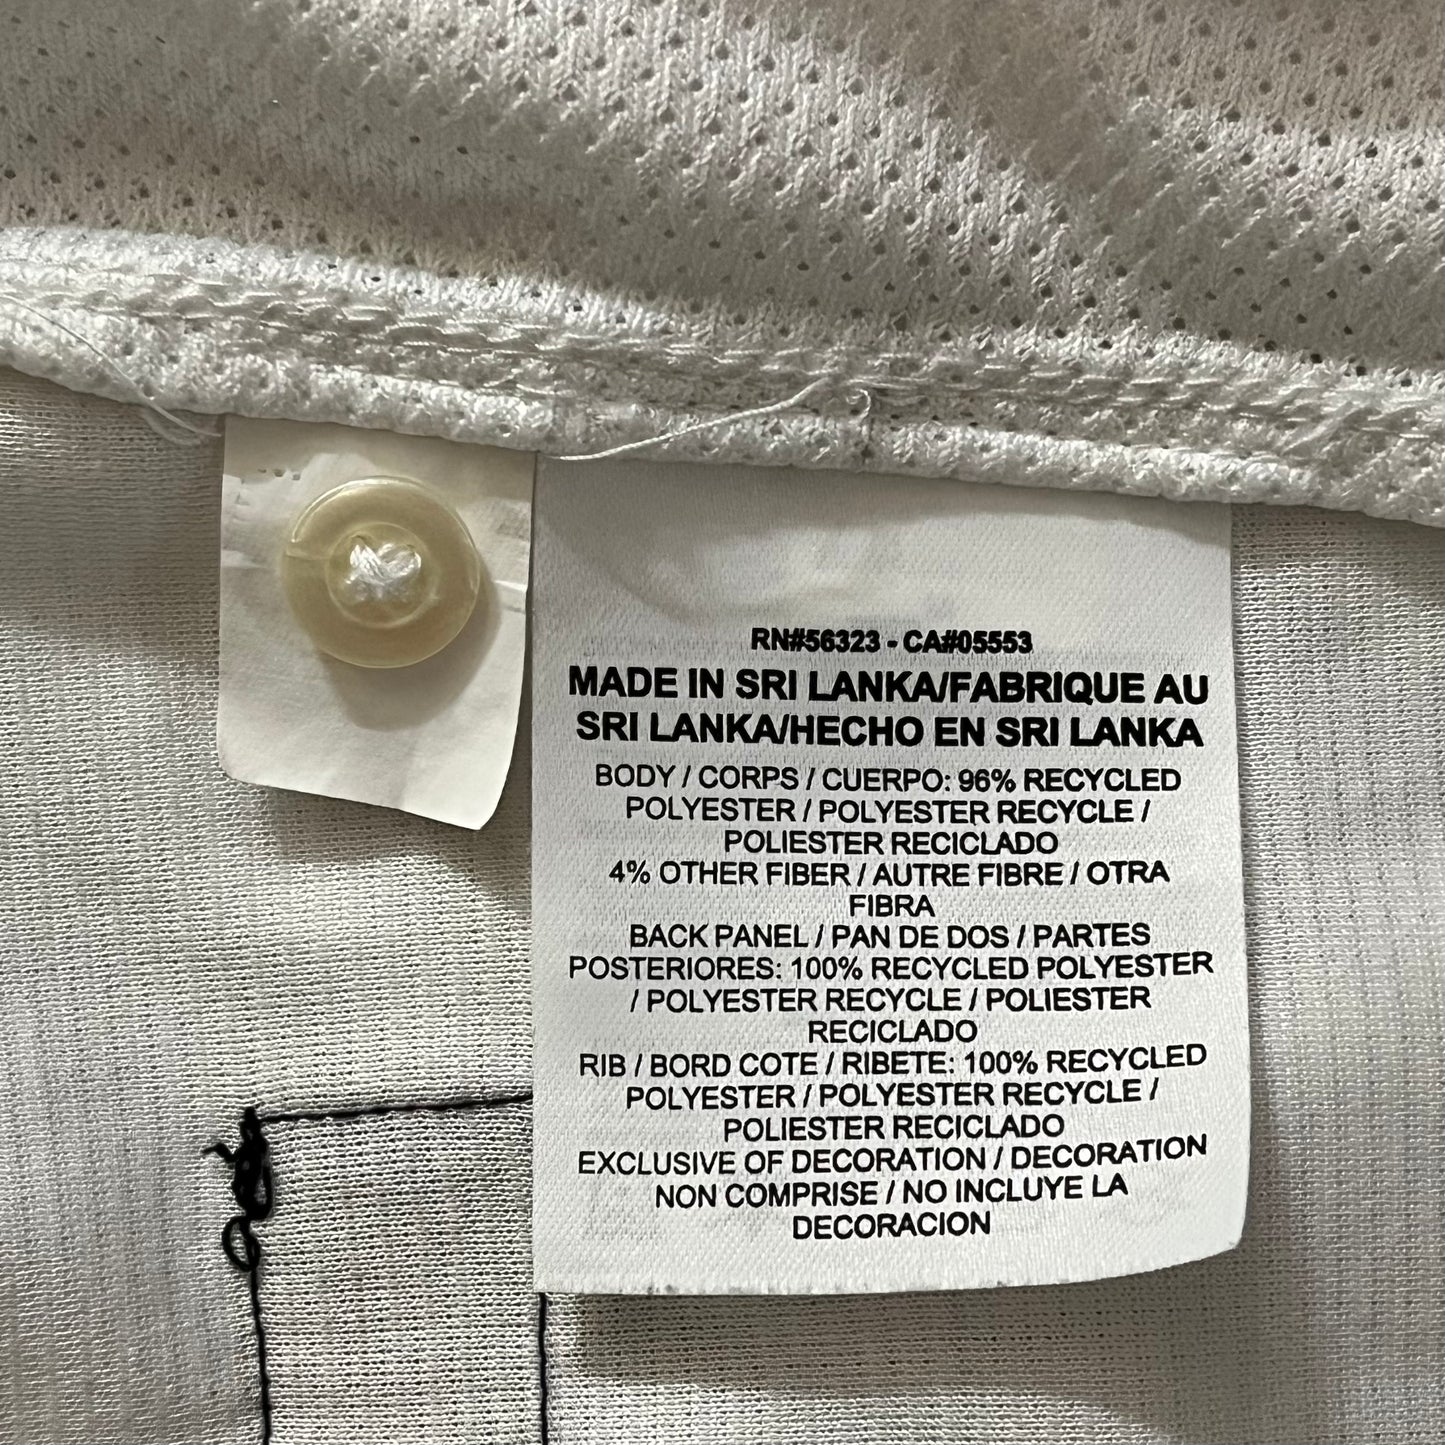 RN#56323 - CA#05553
MADE IN SRI LANKA/FABRIQUE AU
SRI LANKA/HECHO EN SRI LANKA
BODY / CORPS / CUERPO: 96% RECYCLED
POLYESTER / POLYESTER RECYCLE /
POLIESTER RECICLADO
4% OTHER FIBER / AUTRE FIBRE / OTRA
FIBRA
BACK PANEL / PAN DE DOS / PARTES
POSTERIORES: 100% RECYCLED POLYESTER
/ POLYESTER RECYCLE / POLIESTER
RECICLADO
RIB / BORD COTE / RIBETE: 100% RECYCLED
POLYESTER / POLYESTER RECYCLE /
POLIESTER RECICLADO
EXCLUSIVE OF DECORATION / DECORATION
NON COMPRISE / NO INCLUYE LA
DECORACION